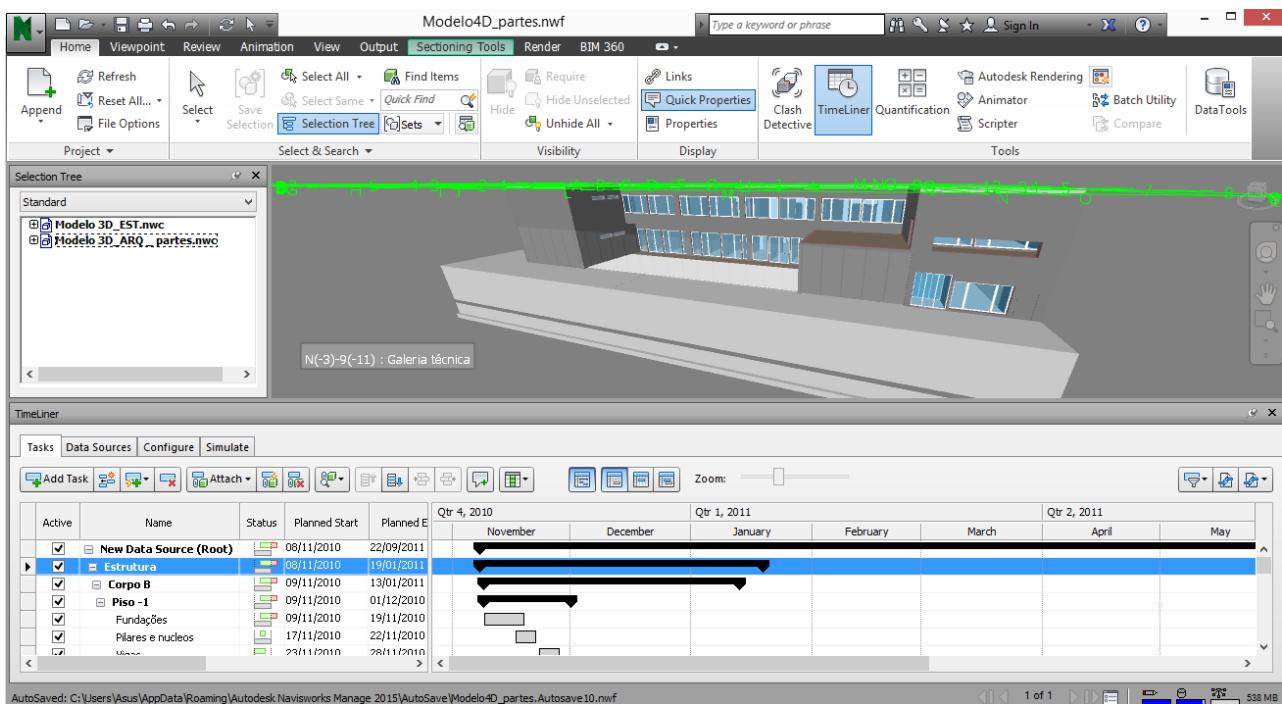 Modelo4D_partes.nwf
Type a keyword or phrase
Sign In
Home Viewpoint Review Animation View Output Sectioning Tools Render BIM 360
Append
Refresh
Reset All...
File Options
Project
Select
Save Selection
Select All
Select Same
Selection Tree
Find Items
Quick Find
Sets
Select & Search
Hide
Require
Hide Unselected
Unhide All
Visibility
Links
Quick Properties
Properties
Display
Clash Detective
TimeLiner
Quantification
Autodesk Rendering
Animator
Scripter
Batch Utility
Compare
Tools
DataTools
Selection Tree
Standard
Modelo 3D_EST.nwc
Modelo 3D_ARQ_partes.nwc
N(-3)-9(-11) : Galeria técnica
TimeLiner
Tasks Data Sources Configure Simulate
Add Task Attach Zoom:
Active Name Status Planned Start Planned E
Qtr 4, 2010 Qtr 1, 2011 Qtr 2, 2011
November December January February March April May
New Data Source (Root) 08/11/2010 22/09/2011
Estrutura 08/11/2010 19/01/2011
Corpo B 09/11/2010 13/01/2011
Piso -1 09/11/2010 01/12/2010
Fundações 09/11/2010 19/11/2010
Pilares e nucleos 17/11/2010 22/11/2010
Vigas 23/11/2010 28/11/2010
AutoSaved: C:\Users\Asus\AppData\Roaming\Autodesk Navisworks Manage 2015\AutoSave\Modelo4D_partes.Autosave10.nwf
1 of 1
538 MB